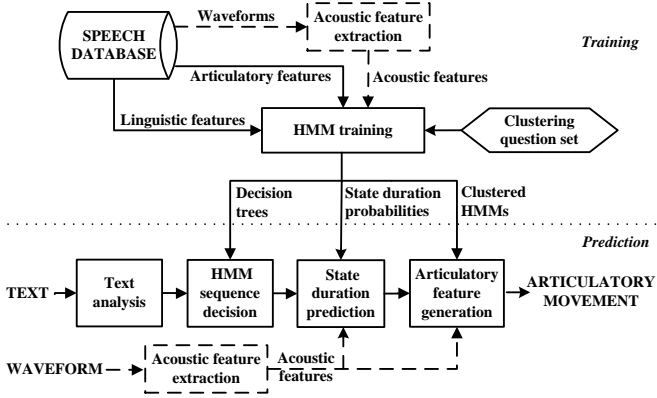 Waveforms
Acoustic feature
extraction
SPEECH
DATABASE
Training
Articulatory features
Acoustic features
Linguistic features
HMM training
Clustering
question set
Decision
trees
State duration
probabilities
Clustered
HMMs
Prediction
TEXT
Text
analysis
HMM
sequence
decision
State
duration
prediction
Articulatory
feature
generation
ARTICULATORY
MOVEMENT
WAVEFORM
Acoustic feature
extraction
Acoustic
features